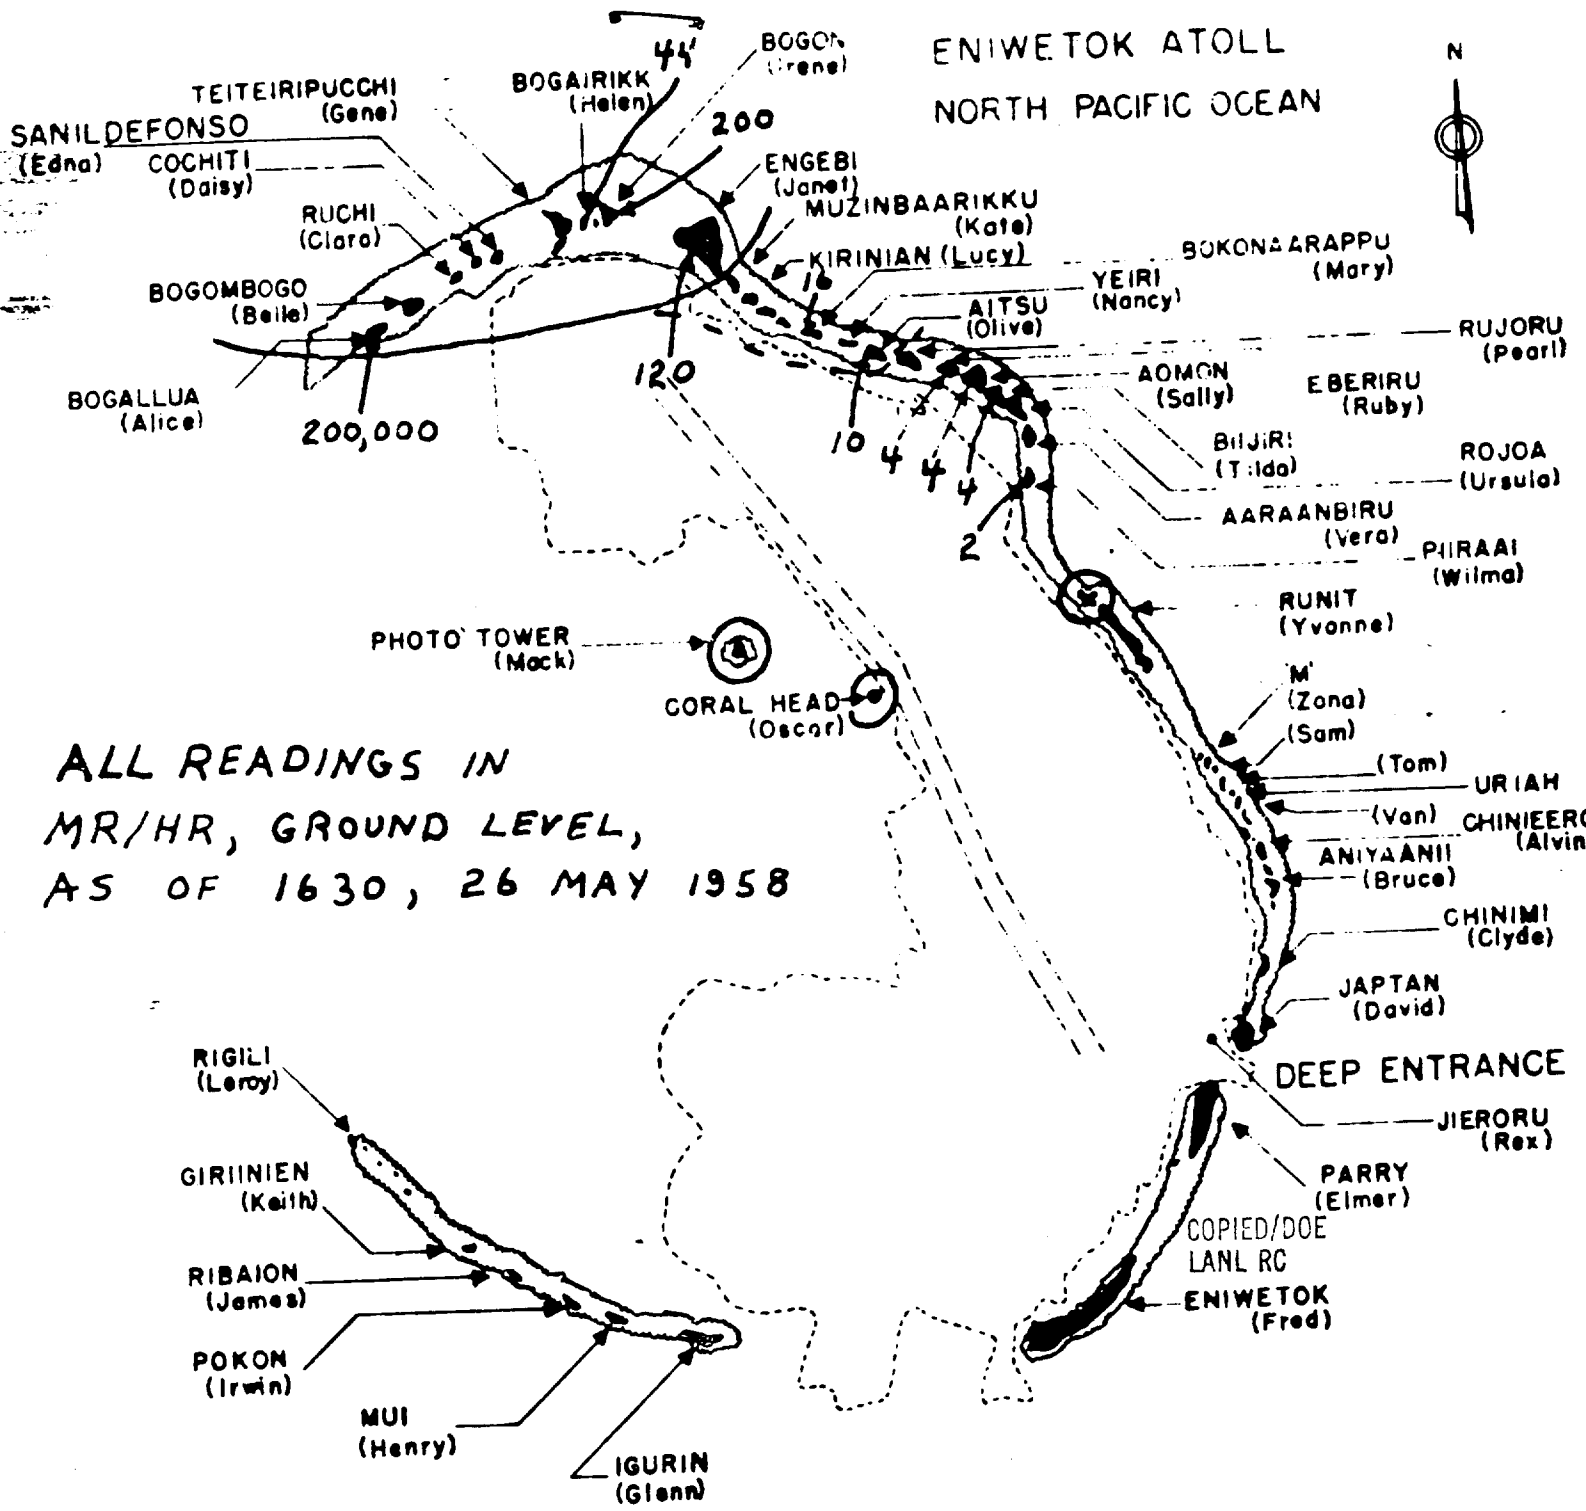 ENIWETOK ATOLL
NORTH PACIFIC OCEAN
N
44
BOGON
(Irene)
BOGAIRIKK
(Helen)
TEITEIRIPUCCHI
(Gene)
200
SANILDEFONSO
(Edna)
COCHITI
(Daisy)
ENGEBI
(Janet)
MUZINBAARIKKU
(Kate)
RUCHI
(Clara)
KIRINIAN (Lucy)
BOKONAARAPPU
(Mary)
16
YEIRI
(Nancy)
BOGOMBOGO
(Belle)
AITSU
(Olive)
RUJORU
(Pearl)
120
AOMON
(Sally)
EBERIRU
(Ruby)
BOGALLUA
(Alice)
200,000
10
4
4
4
BIIJIRI
(Tilda)
ROJOA
(Ursula)
2
AARAANBIRU
(Vera)
PIIRAAI
(Wilma)
RUNIT
(Yvonne)
PHOTO TOWER
(Mack)
M
(Zona)
CORAL HEAD
(Oscar)
(Sam)
(Tom)
URIAH
(Van)
CHINIEERO
(Alvin
ANIYAANII
(Bruce)
ALL READINGS IN
MR/HR, GROUND LEVEL,
AS OF 1630, 26 MAY 1958
CHINIMI
(Clyde)
JAPTAN
(David)
DEEP ENTRANCE
RIGILI
(Leroy)
JIERORU
(Rex)
PARRY
(Elmer)
GIRIINIEN
(Keith)
COPIED/DOE
LANL RC
RIBAION
(James)
ENIWETOK
(Fred)
POKON
(Irwin)
MUI
(Henry)
IGURIN
(Glenn)